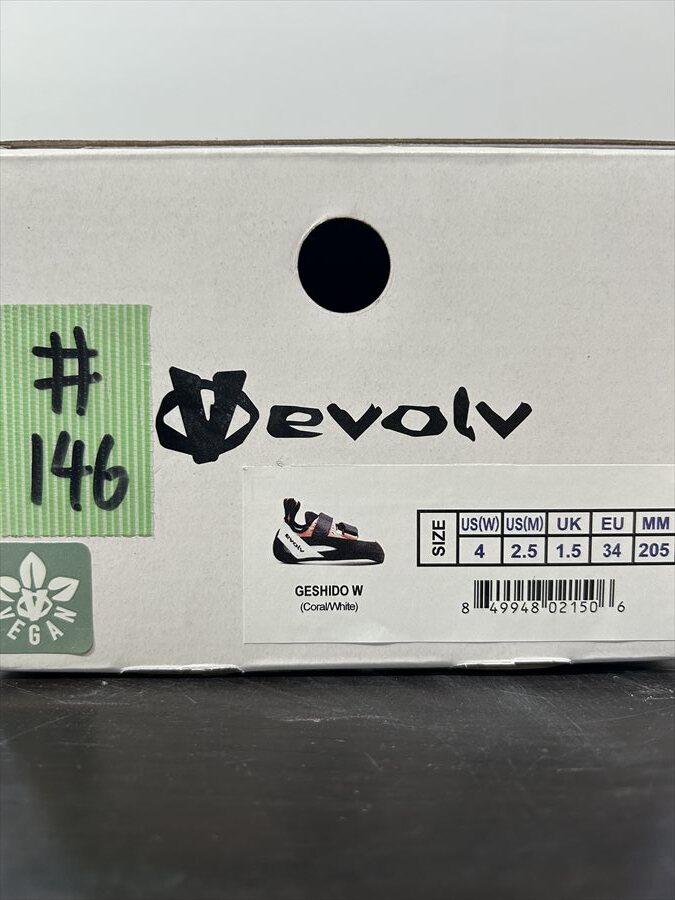 #
146
evolv
VEGAN
evolv
GESHIDO W
(Coral/White)
SIZE
US(W) US(M) UK EU MM
4 2.5 1.5 34 205
8 49948 02150 6